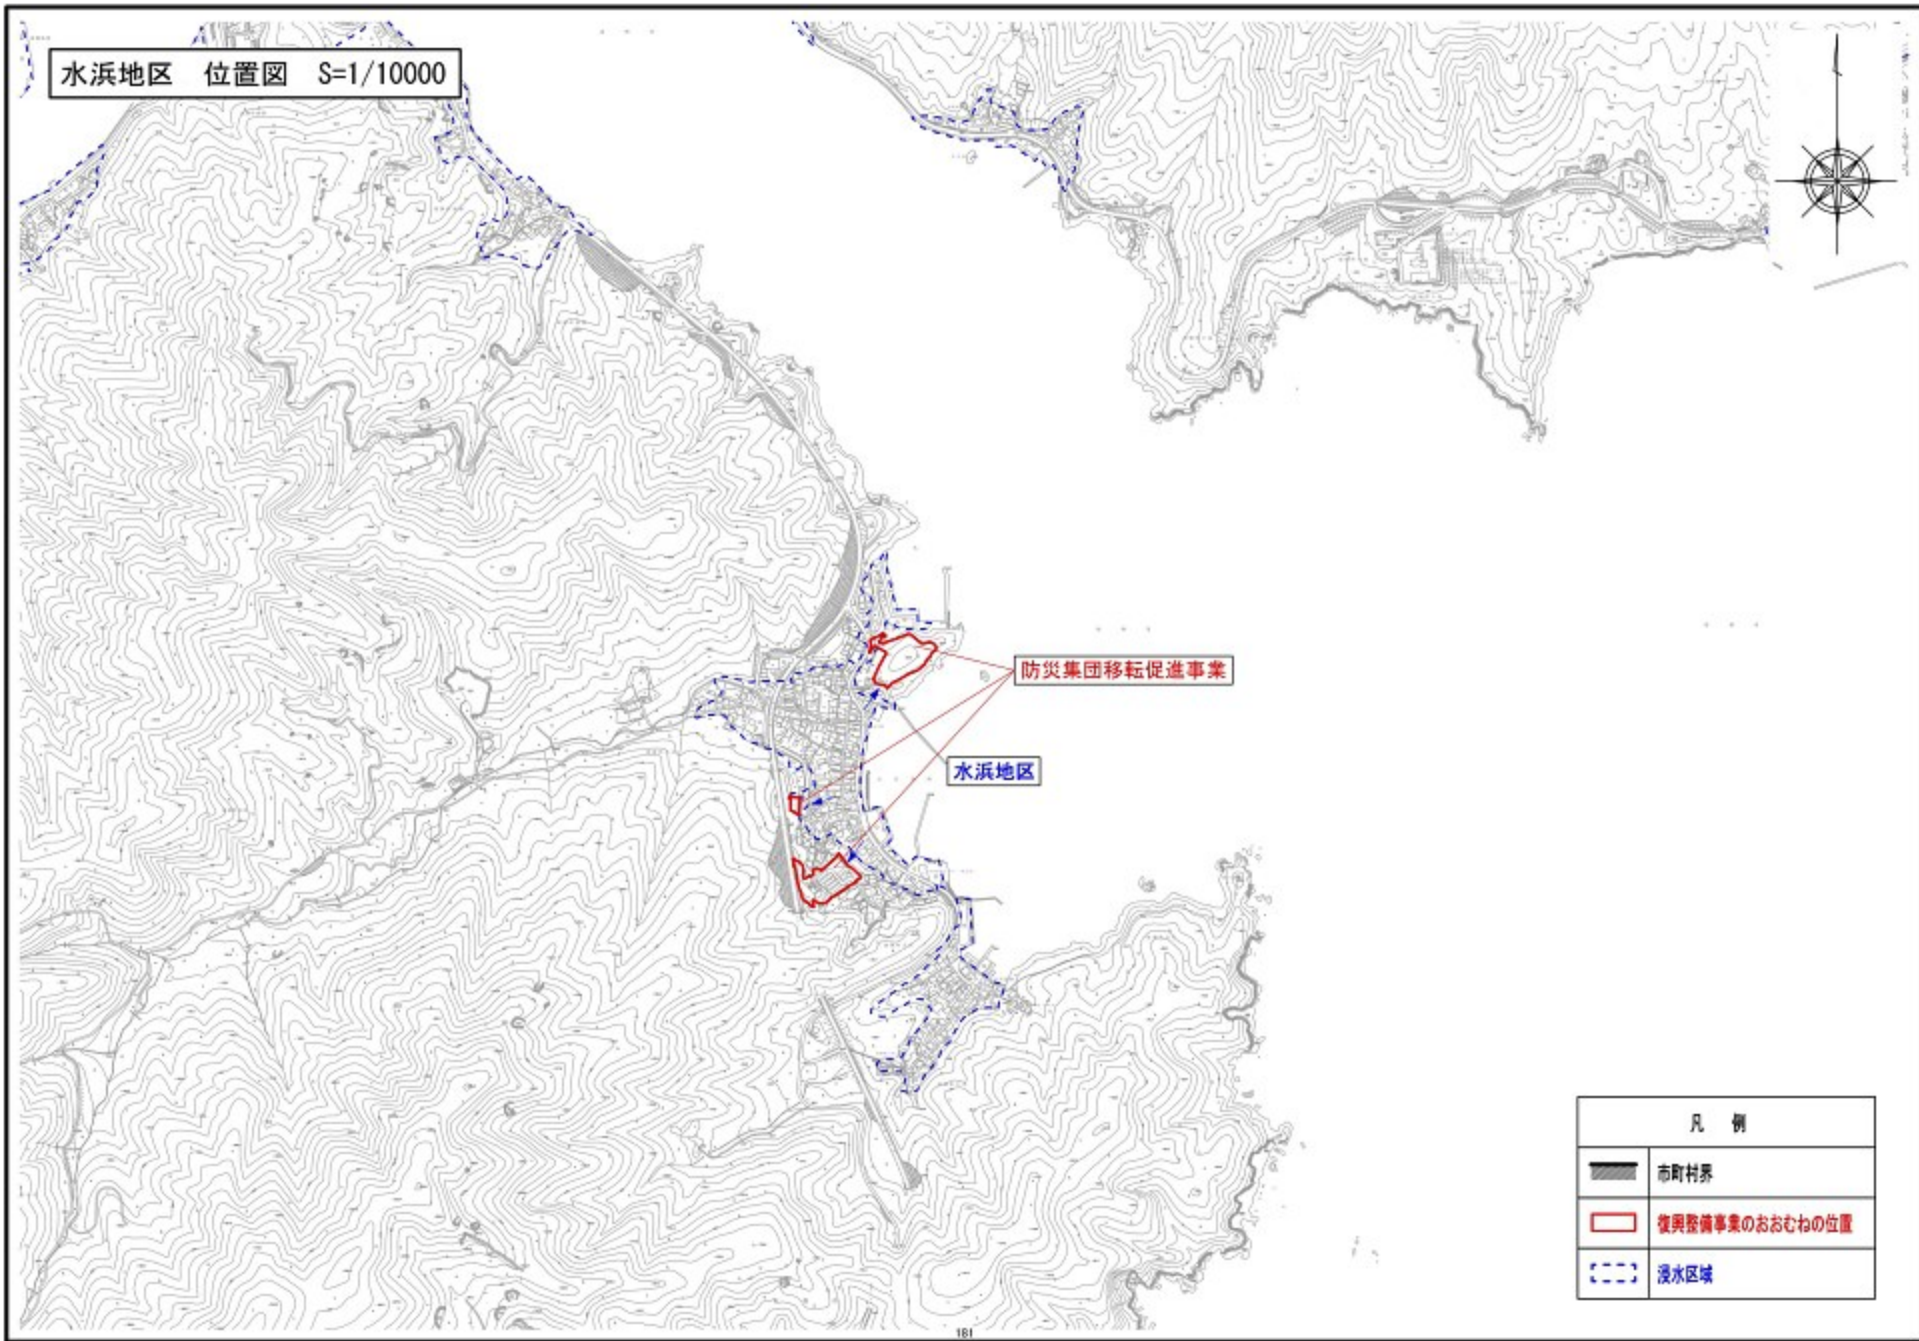 水浜地区　位置図　S=1/10000
防災集団移転促進事業
水浜地区
凡　例
市町村界
復興整備事業のおおむねの位置
浸水区域
181